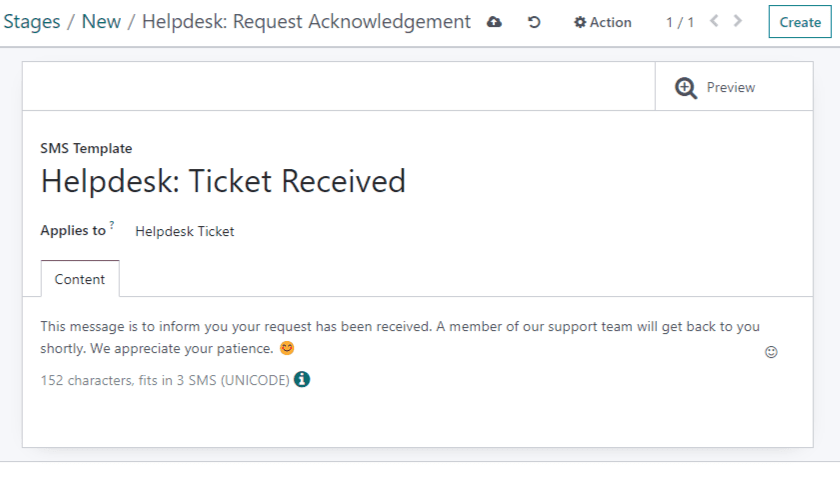 Stages / New / Helpdesk: Request Acknowledgement Action 1 / 1 Create
Preview
SMS Template
Helpdesk: Ticket Received
Applies to ? Helpdesk Ticket
Content
This message is to inform you your request has been received. A member of our support team will get back to you
shortly. We appreciate your patience. 😊
152 characters, fits in 3 SMS (UNICODE)